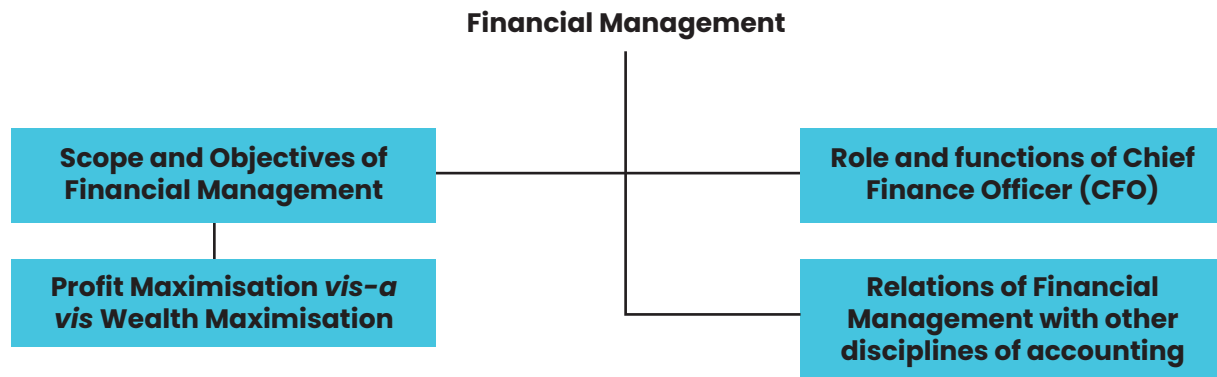 Financial Management
Scope and Objectives of
Financial Management
Role and functions of Chief
Finance Officer (CFO)
Profit Maximisation vis-a
vis Wealth Maximisation
Relations of Financial
Management with other
disciplines of accounting